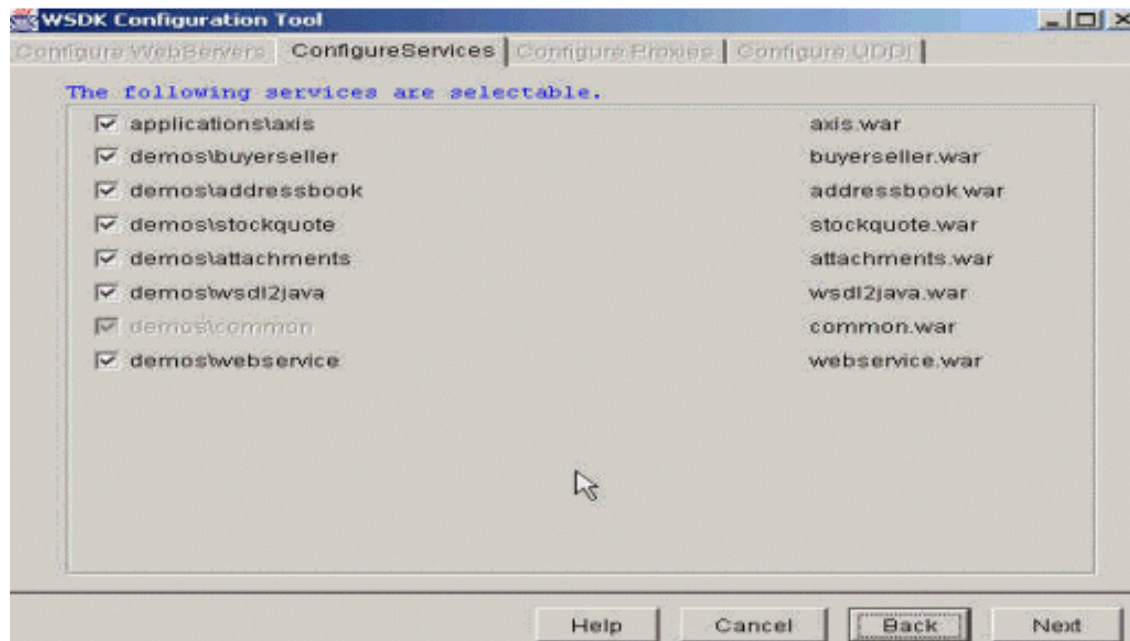 WSDK Configuration Tool
Configure WebServers ConfigureServices Configure Proxies Configure UDDI
The following services are selectable.
applications\axis axis.war
demos\buyerseller buyerseller.war
demos\addressbook addressbook.war
demos\stockquote stockquote.war
demos\attachments attachments.war
demos\wsdl2java wsdl2java.war
demos\common common.war
demos\webservice webservice.war
Help Cancel Back Next